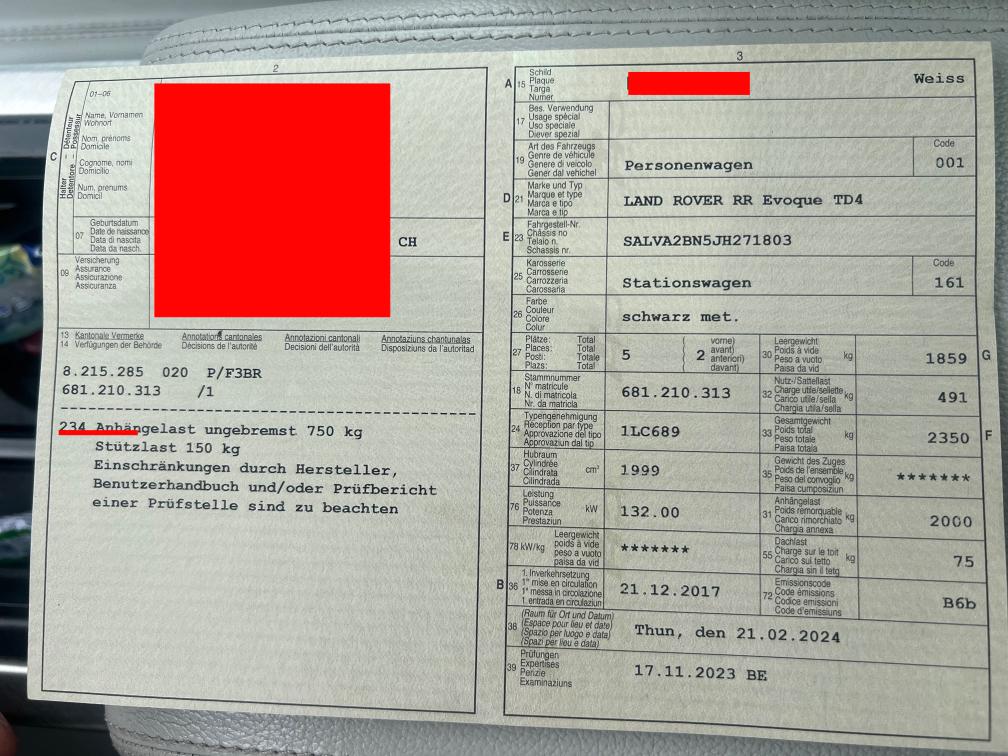 2
01-06
Halter – Détenteur
Detentore – Possessur
C
Name, Vornamen
Wohnort
Nom, prénoms
Domicile
Cognome, nomi
Domicilio
Num, prenums
Domicil
07
Geburtsdatum
Date de naissance
Data di nascita
Data da nasch.
CH
09
Versicherung
Assurance
Assicurazione
Assicuranza
13 Kantonale Vermerke Annotations cantonales Annotazioni cantonali Annotaziuns chantunalas
14 Verfügungen der Behörde Décisions de l'autorité Decisioni dell'autorità Disposiziuns da l'autoritad
8.215.285 020 P/F3BR
681.210.313 /1
234 Anhängelast ungebremst 750 kg
Stützlast 150 kg
Einschränkungen durch Hersteller,
Benutzerhandbuch und/oder Prüfbericht
einer Prüfstelle sind zu beachten
3
A 15
Schild
Plaque
Targa
Numer
Weiss
17
Bes. Verwendung
Usage spécial
Uso speciale
Diever spezial
19
Art des Fahrzeugs
Genre de véhicule
Genere di veicolo
Gener dal vehichel
Personenwagen
Code
001
D 21
Marke und Typ
Marque et type
Marca e tipo
Marca e tip
LAND ROVER RR Evoque TD4
E 23
Fahrgestell-Nr.
Châssis no
Telaio n.
Schassis nr.
SALVA2BN5JH271803
25
Karosserie
Carrosserie
Carrozzeria
Carossaria
Stationswagen
Code
161
26
Farbe
Couleur
Colore
Colur
schwarz met.
27
Plätze: Total
Places: Total
Posti: Totale
Plazs: Total
5
2
vorne)
avant)
anteriori)
davant)
30
Leergewicht
Poids à vide
Peso a vuoto
Paisa da vid
kg
1859
G
18
Stammnummer
N° matricule
N. di matricola
Nr. da matricla
681.210.313
32
Nutz-/Sattellast
Charge utile/sellette
Carico utile/sella
Chargia utila/sella
kg
491
24
Typengenehmigung
Réception par type
Approvazione del tipo
Approvaziun dal tip
1LC689
33
Gesamtgewicht
Poids total
Peso totale
Paisa totala
kg
2350
F
37
Hubraum
Cylindrée
Cilindrata
Cilindrada
cm³
1999
35
Gewicht des Zuges
Poids de l'ensemble
Peso del convoglio
Paisa cumposiziun
kg
*******
76
Leistung
Puissance
Potenza
Prestaziun
kW
132.00
31
Anhängelast
Poids remorquable
Carico rimorchiato
Chargia annexa
kg
2000
78 kW/kg
Leergewicht
poids à vide
peso a vuoto
paisa da vid
*******
55
Dachlast
Charge sur le toit
Carico sul tetto
Chargia sin il tetg
kg
75
B 36
1. Inverkehrsetzung
1re mise en circulation
1a messa in circolazione
1. entrada en circulaziun
21.12.2017
72
Emissionscode
Code émissions
Codice emissioni
Code d'emissiuns
B6b
38
(Raum für Ort und Datum)
(Espace pour lieu et date)
(Spazio per luogo e data)
(Spazi per lieu e data)
Thun, den 21.02.2024
39
Prüfungen
Expertises
Perizie
Examinaziuns
17.11.2023 BE